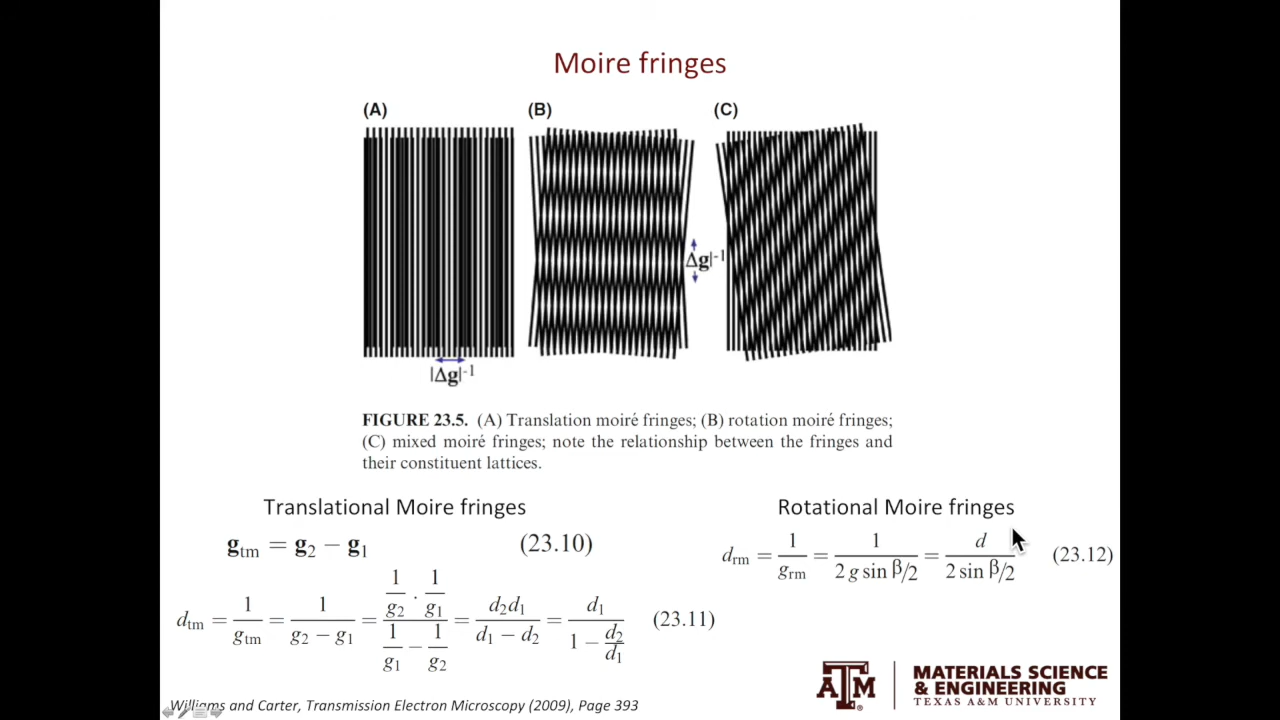 Moire fringes
(A)
(B)
(C)
Δg|⁻¹
|Δg|⁻¹
FIGURE 23.5. (A) Translation moiré fringes; (B) rotation moiré fringes;
(C) mixed moiré fringes; note the relationship between the fringes and
their constituent lattices.
Translational Moire fringes
g_tm = g_2 − g_1 (23.10)
d_tm = 1/g_tm = 1/(g_2 − g_1) = (1/g_2 · 1/g_1)/(1/g_1 − 1/g_2) = d_2d_1/(d_1 − d_2) = d_1/(1 − d_2/d_1) (23.11)
Rotational Moire fringes
d_rm = 1/g_rm = 1/(2 g sin β/2) = d/(2 sin β/2) (23.12)
Williams and Carter, Transmission Electron Microscopy (2009), Page 393
A̲T̲M
MATERIALS SCIENCE
& ENGINEERING
TEXAS A&M UNIVERSITY